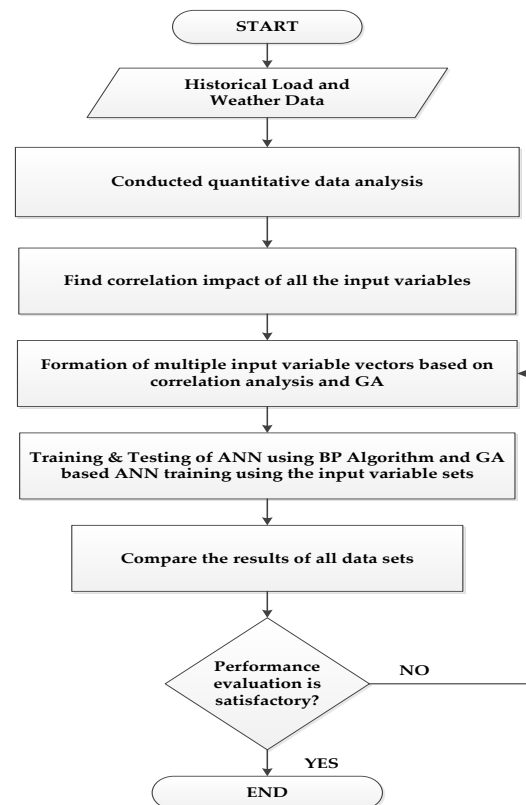 START
Historical Load and
Weather Data
Conducted quantitative data analysis
Find correlation impact of all the input variables
Formation of multiple input variable vectors based on
correlation analysis and GA
Training & Testing of ANN using BP Algorithm and GA
based ANN training using the input variable sets
Compare the results of all data sets
Performance
evaluation is
satisfactory?
NO
YES
END